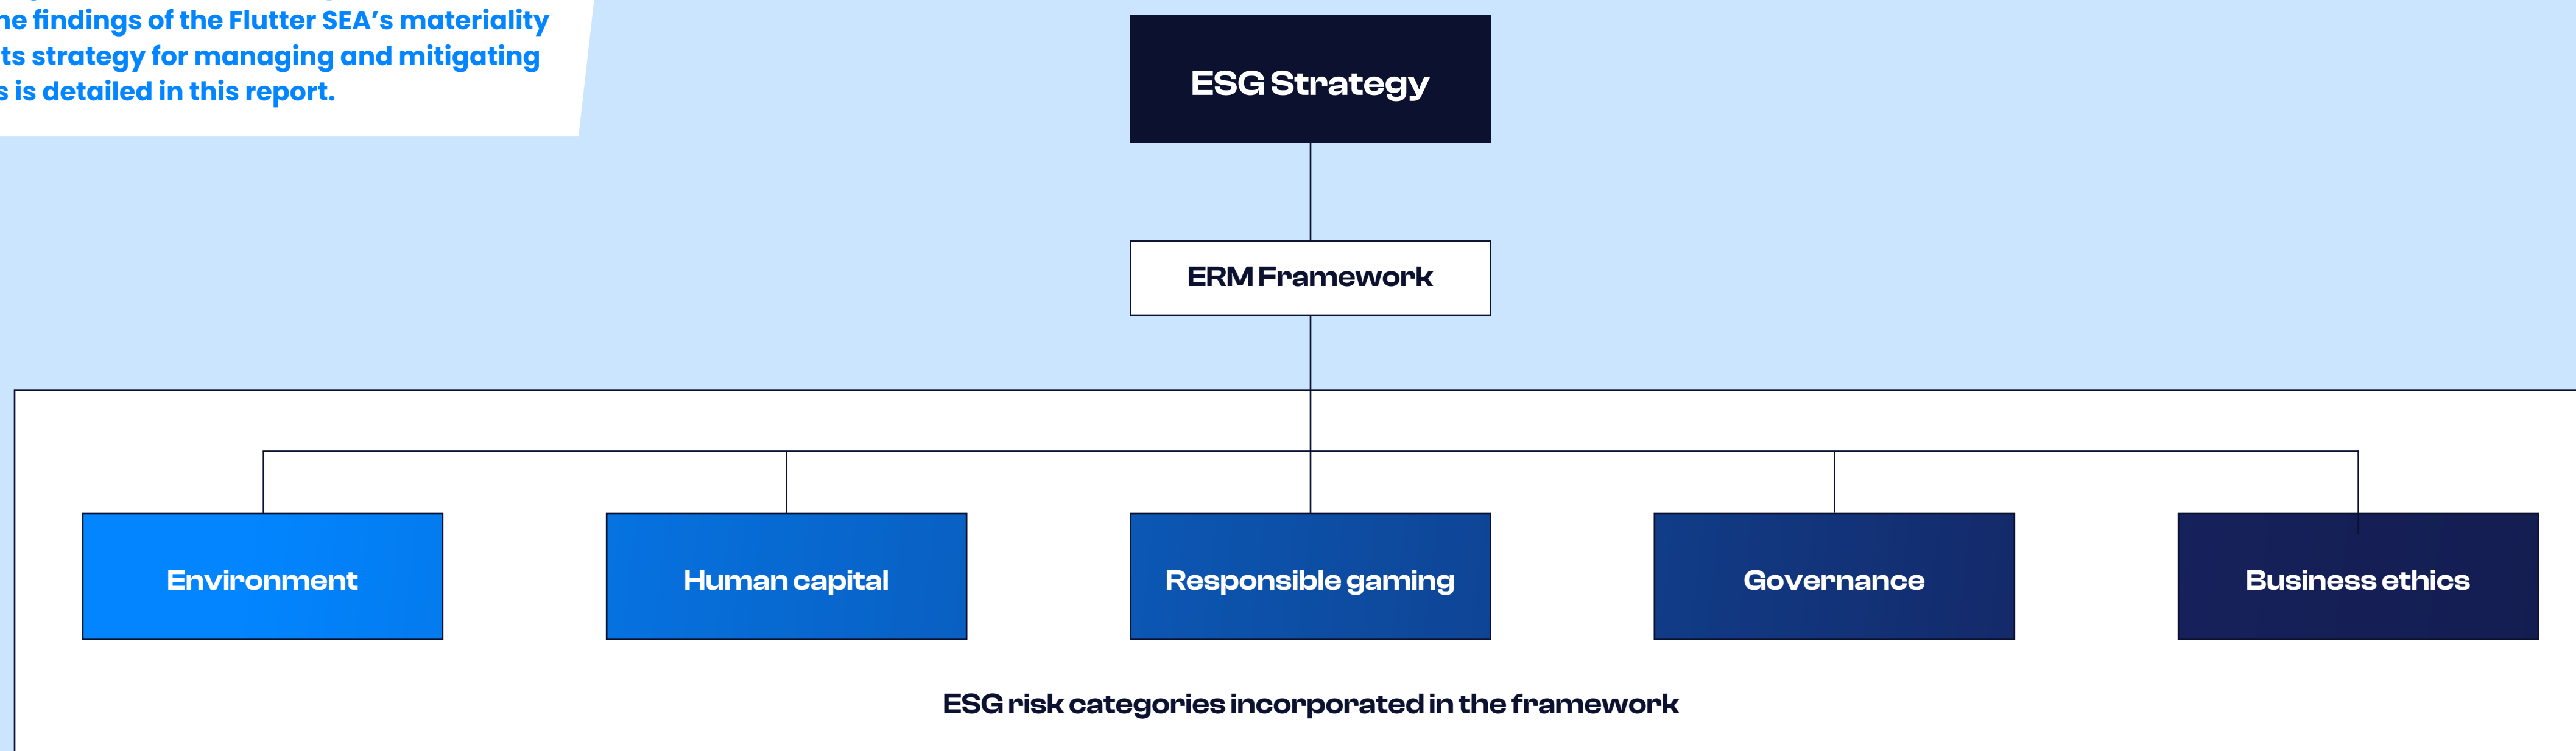 he findings of the Flutter SEA's materiality
ts strategy for managing and mitigating
s is detailed in this report.
ESG Strategy
ERM Framework
Environment
Human capital
Responsible gaming
Governance
Business ethics
ESG risk categories incorporated in the framework